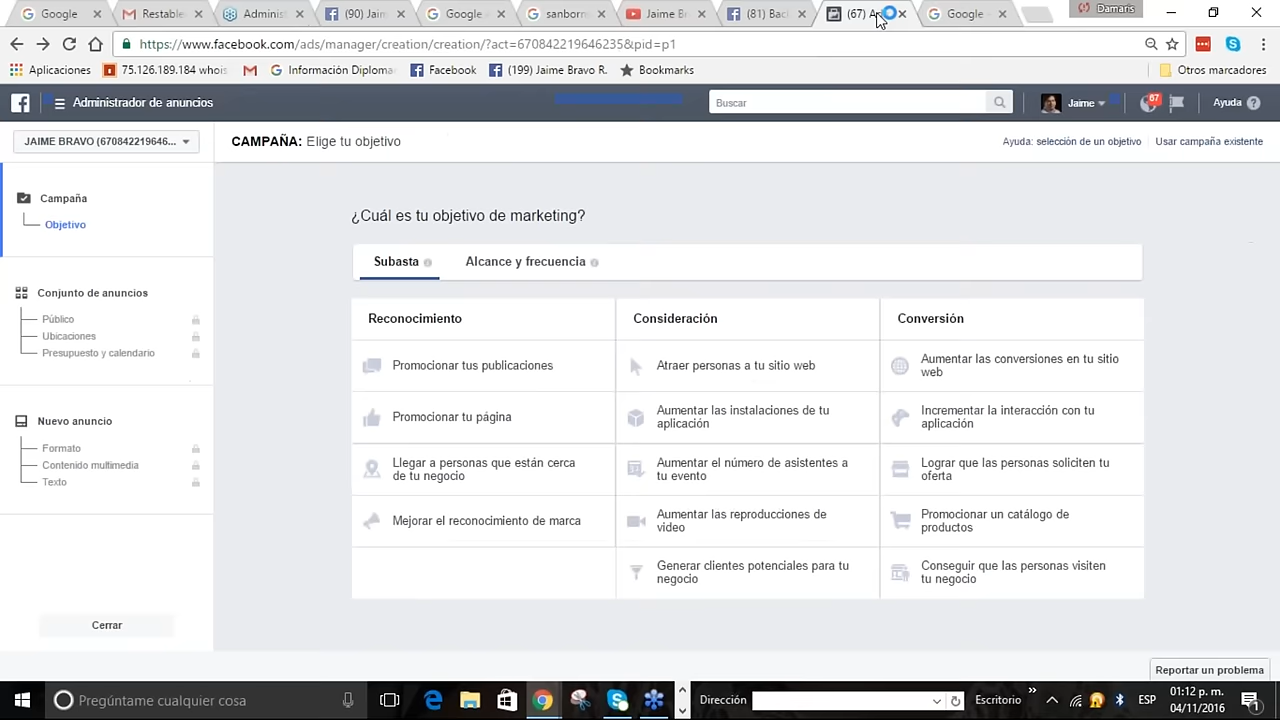 Google
Restable
Adminis
(90) Jain
Google
sanborm
Jaime B
(81) Bac
(67) A
Google
Damaris
https://www.facebook.com/ads/manager/creation/creation/?act=670842219646235&pid=p1
Aplicaciones
75.126.189.184 whois
Información Diploma
Facebook
(199) Jaime Bravo R.
Bookmarks
Otros marcadores
Administrador de anuncios
Buscar
Jaime
67
Ayuda
JAIME BRAVO (670842219646...
CAMPAÑA: Elige tu objetivo
Ayuda: selección de un objetivo
Usar campaña existente
Campaña
Objetivo
Conjunto de anuncios
Público
Ubicaciones
Presupuesto y calendario
Nuevo anuncio
Formato
Contenido multimedia
Texto
Cerrar
¿Cuál es tu objetivo de marketing?
Subasta
Alcance y frecuencia
Reconocimiento
Consideración
Conversión
Promocionar tus publicaciones
Atraer personas a tu sitio web
Aumentar las conversiones en tu sitio
web
Promocionar tu página
Aumentar las instalaciones de tu
aplicación
Incrementar la interacción con tu
aplicación
Llegar a personas que están cerca
de tu negocio
Aumentar el número de asistentes a
tu evento
Lograr que las personas soliciten tu
oferta
Mejorar el reconocimiento de marca
Aumentar las reproducciones de
video
Promocionar un catálogo de
productos
Generar clientes potenciales para tu
negocio
Conseguir que las personas visiten
tu negocio
Reportar un problema
Pregúntame cualquier cosa
Dirección
Escritorio
ESP
01:12 p. m.
04/11/2016
1